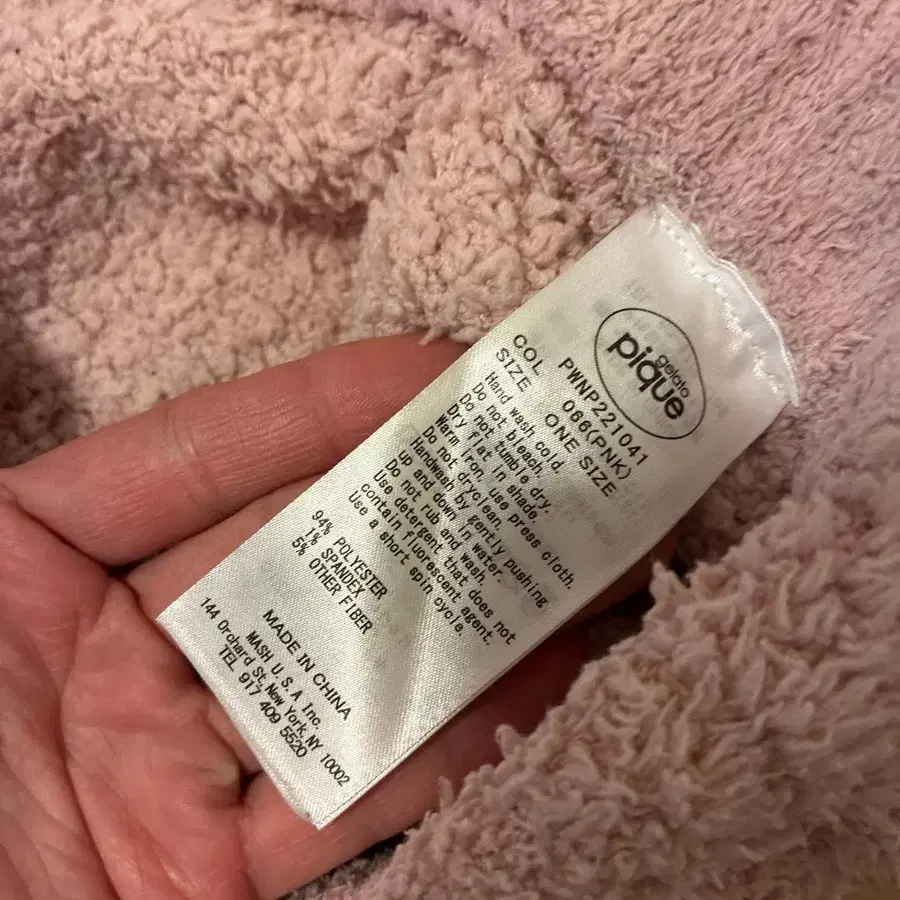 gelato
pique
PWNP221041
COL 066(PNK)
SIZE ONE SIZE
Hand wash cold.
Do not bleach.
Do not tumble dry.
Dry flat in shade.
Warm iron, use press cloth.
Do not dryclean.
Handwash by gently pushing
up and down in water.
Do not rub and wash.
Use detergent that does not
contain fluorescent agent.
Use a short spin cycle.
94% POLYESTER
1% SPANDEX
5% OTHER FIBER
MADE IN CHINA
MASH U.S.A Inc.
144 Orchard St, New York, NY 10002
TEL 917 409 5520